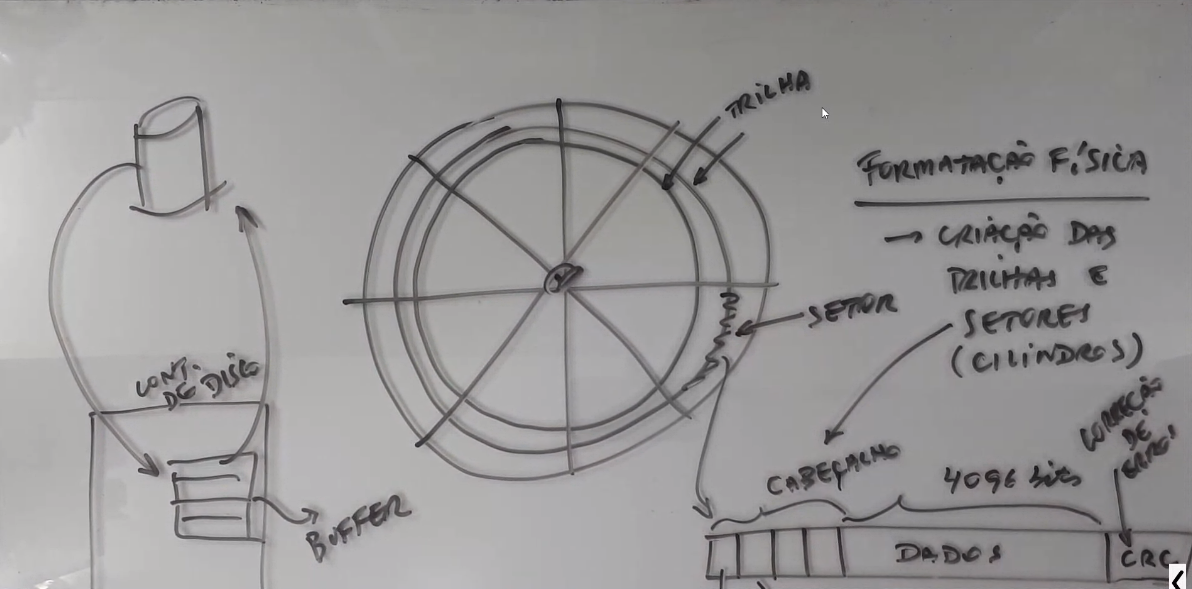 TRILHA
FORMATAÇÃO FÍSICA
→ CRIAÇÃO DAS
TRILHAS E
SETORES
(CILINDROS)
SETOR
CONT.
DE DISCO
BUFFER
CABEÇALHO
4096 bits
CORREÇÃO
DE
ERROS
DADOS
CRC